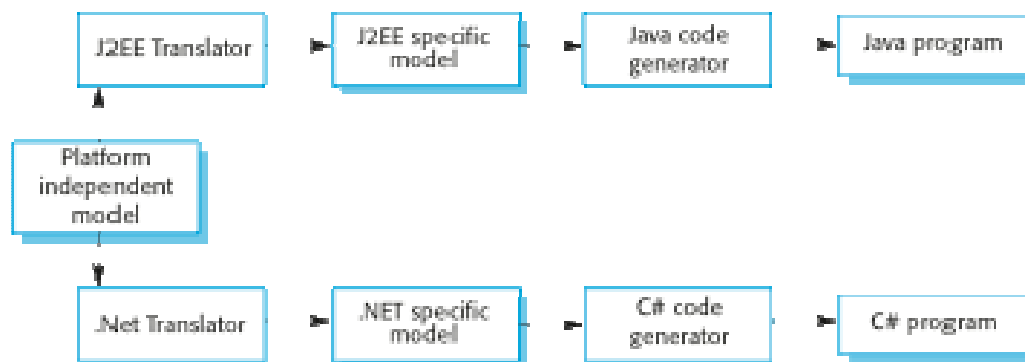 J2EE Translator
J2EE specific
model
Java code
generator
Java program
Platform
independent
model
.Net Translator
.NET specific
model
C# code
generator
C# program